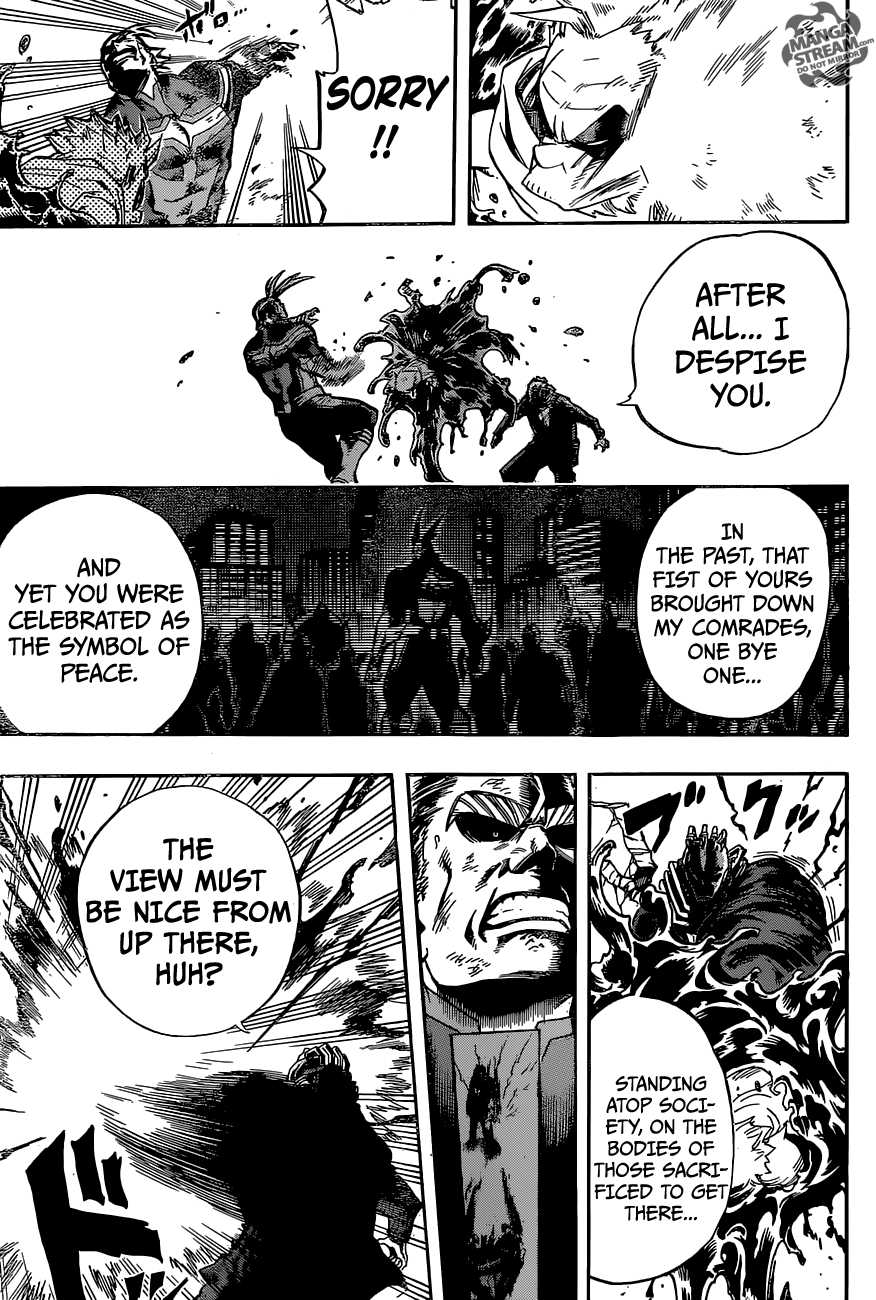 MANGA
STREAM.com
DO NOT MIRROR
SORRY
!!
AFTER
ALL... I
DESPISE
YOU.
IN
THE PAST, THAT
FIST OF YOURS
BROUGHT DOWN
MY COMRADES,
ONE BYE
ONE...
AND
YET YOU WERE
CELEBRATED AS
THE SYMBOL OF
PEACE.
STANDING
ATOP SOCI-
ETY, ON THE
BODIES OF
THOSE SACRI-
FICED TO GET
THERE...
THE
VIEW MUST
BE NICE FROM
UP THERE,
HUH?